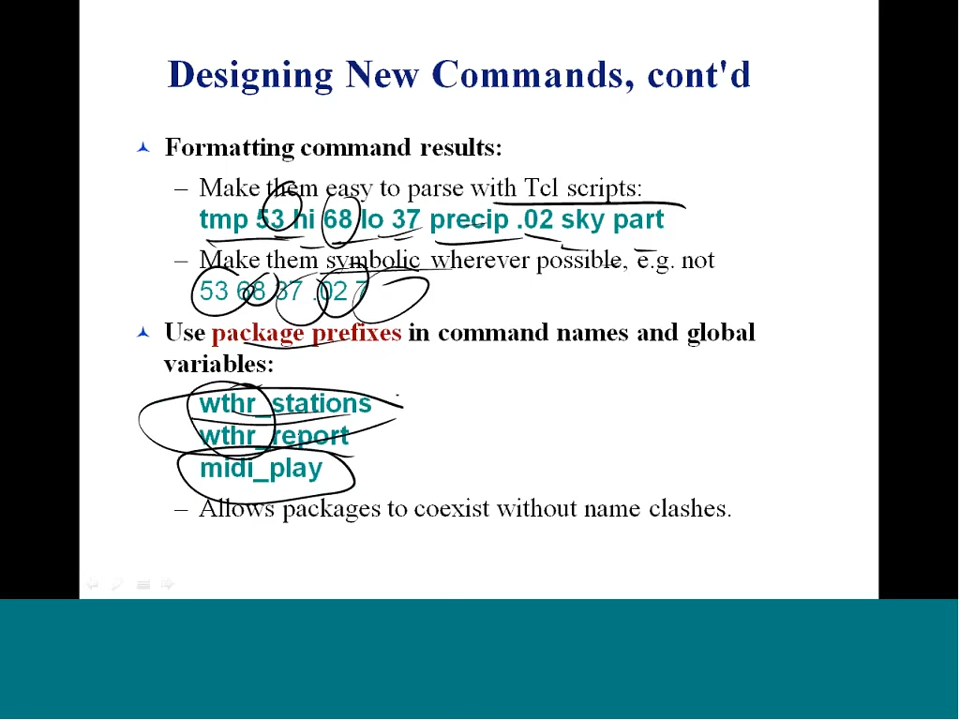 Designing New Commands, cont'd
Formatting command results:
– Make them easy to parse with Tcl scripts:
tmp 53 hi 68 lo 37 precip .02 sky part
– Make them symbolic wherever possible, e.g. not
53 68 37 .02 7
Use package prefixes in command names and global
variables:
wthr_stations
wthr_report
midi_play
– Allows packages to coexist without name clashes.